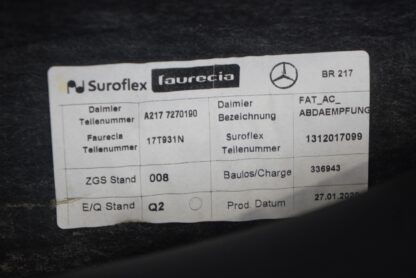 Suroflex faurecia BR 217
Daimler Teilenummer A217 7270190 Daimler Bezeichnung FAT_AC_ ABDAEMPFUNG
Faurecia Teilenummer 17T931N Suroflex Teilenummer 1312017099
ZGS Stand 008 Baulos/Charge 336943
E/Q Stand Q2 Prod. Datum 27.01.2020